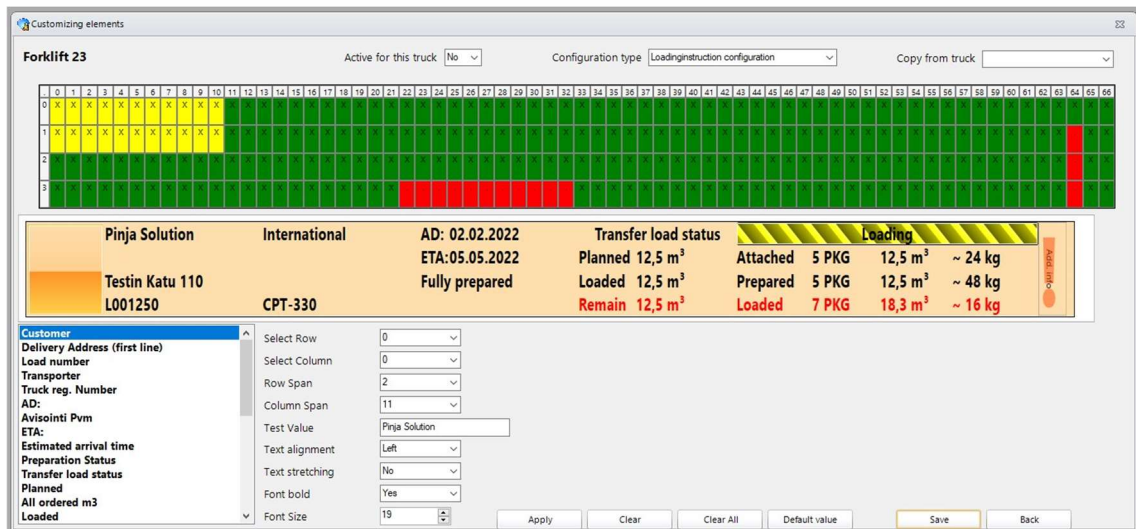 Customizing elements
Forklift 23 Active for this truck No Configuration type Loadinginstruction configuration Copy from truck
. 0 1 2 3 4 5 6 7 8 9 10 11 12 13 14 15 16 17 18 19 20 21 22 23 24 25 26 27 28 29 30 31 32 33 34 35 36 37 38 39 40 41 42 43 44 45 46 47 48 49 50 51 52 53 54 55 56 57 58 59 60 61 62 63 64 65 66
0 X X X X X X X X X X X X X X X X X X X X X X X X X X X X X X X X X X X X X X X X X X X X X X X X X X X X X X X X X X X X X X X X X X X
1 X X X X X X X X X X X X X X X X X X X X X X X X X X X X X X X X X X X X X X X X X X X X X X X X X X X X X X X X X X X X X X X X X X
2 X X X X X X X X X X X X X X X X X X X X X X X X X X X X X X X X X X X X X X X X X X X X X X X X X X X X X X X X X X X X X X X X X X
3 X X X X X X X X X X X X X X X X X X X X X X X X X X X X X X X X X X X X X X X X X X X X X X X X X X X X X X X
Pinja Solution International AD: 02.02.2022 Transfer load status Loading
ETA:05.05.2022 Planned 12,5 m³ Attached 5 PKG 12,5 m³ ~ 24 kg
Testin Katu 110 Fully prepared Loaded 12,5 m³ Prepared 5 PKG 12,5 m³ ~ 48 kg
L001250 CPT-330 Remain 12,5 m³ Loaded 7 PKG 18,3 m³ ~ 16 kg
Add. info
Customer
Delivery Address (first line)
Load number
Transporter
Truck reg. Number
AD:
Avisointi Pvm
ETA:
Estimated arrival time
Preparation Status
Transfer load status
Planned
All ordered m3
Loaded
Select Row 0
Select Column 0
Row Span 2
Column Span 11
Test Value Pinja Solution
Text alignment Left
Text stretching No
Font bold Yes
Font Size 19
Apply Clear Clear All Default value Save Back